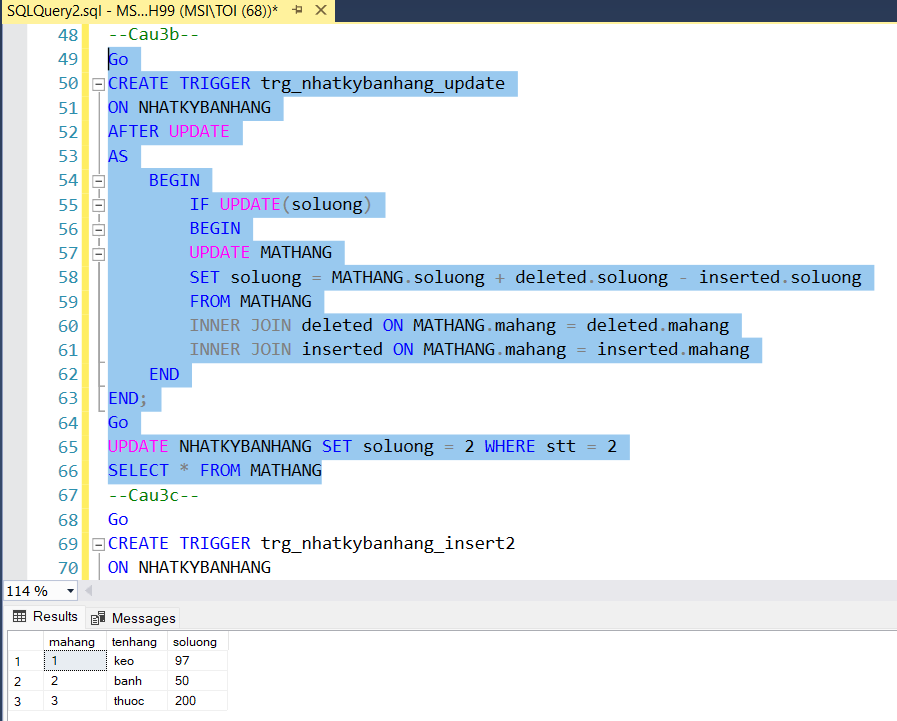 SQLQuery2.sql - MS...H99 (MSI\TOI (68))*
48 --Cau3b--
49 Go
50 CREATE TRIGGER trg_nhatkybanhang_update
51 ON NHATKYBANHANG
52 AFTER UPDATE
53 AS
54 BEGIN
55 IF UPDATE(soluong)
56 BEGIN
57 UPDATE MATHANG
58 SET soluong = MATHANG.soluong + deleted.soluong - inserted.soluong
59 FROM MATHANG
60 INNER JOIN deleted ON MATHANG.mahang = deleted.mahang
61 INNER JOIN inserted ON MATHANG.mahang = inserted.mahang
62 END
63 END;
64 Go
65 UPDATE NHATKYBANHANG SET soluong = 2 WHERE stt = 2
66 SELECT * FROM MATHANG
67 --Cau3c--
68 Go
69 CREATE TRIGGER trg_nhatkybanhang_insert2
70 ON NHATKYBANHANG
114 %
Results Messages
mahang tenhang soluong
1 1 keo 97
2 2 banh 50
3 3 thuoc 200